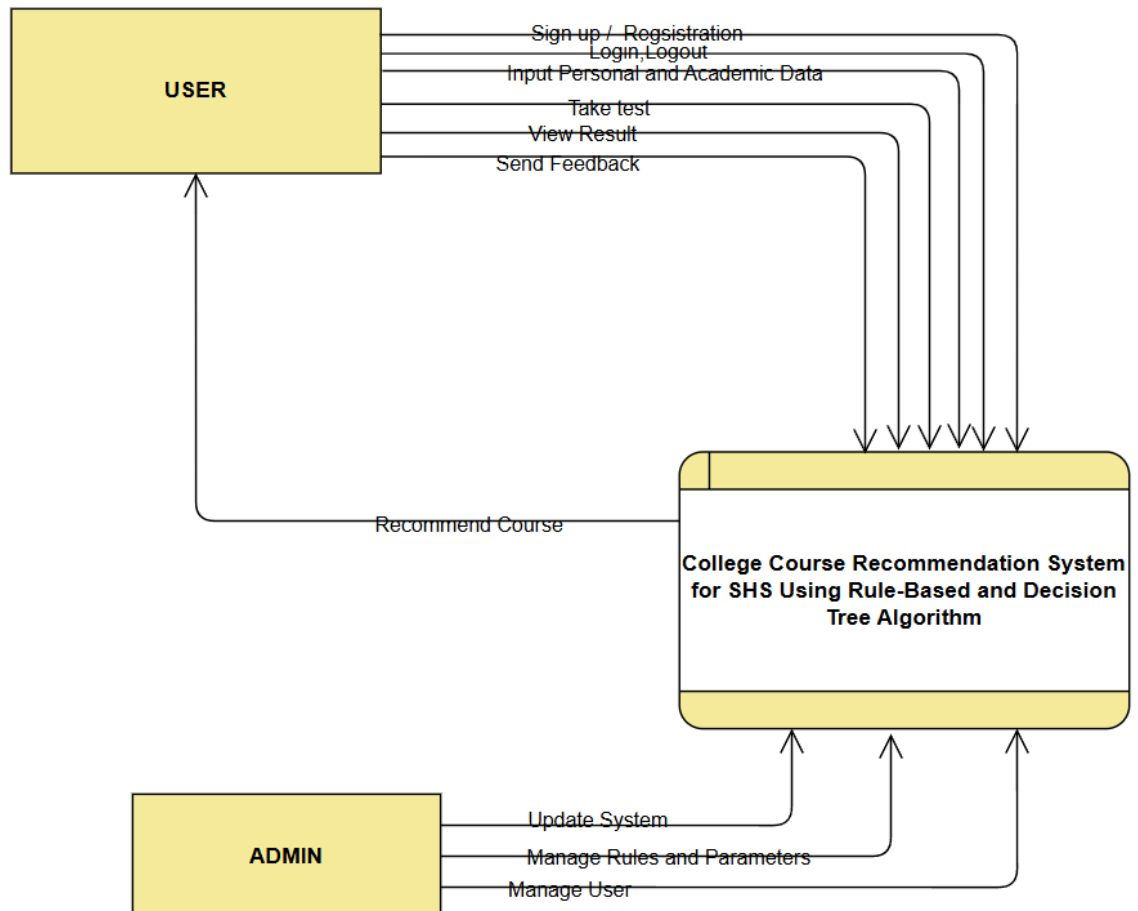 Sign up / Rogsistration
Login,Logout
Input Personal and Academic Data
USER
Take test
View Result
Send Feedback
Recommend Course
College Course Recommendation System
for SHS Using Rule-Based and Decision
Tree Algorithm
Update System
ADMIN
Manage Rules and Parameters
Manage User